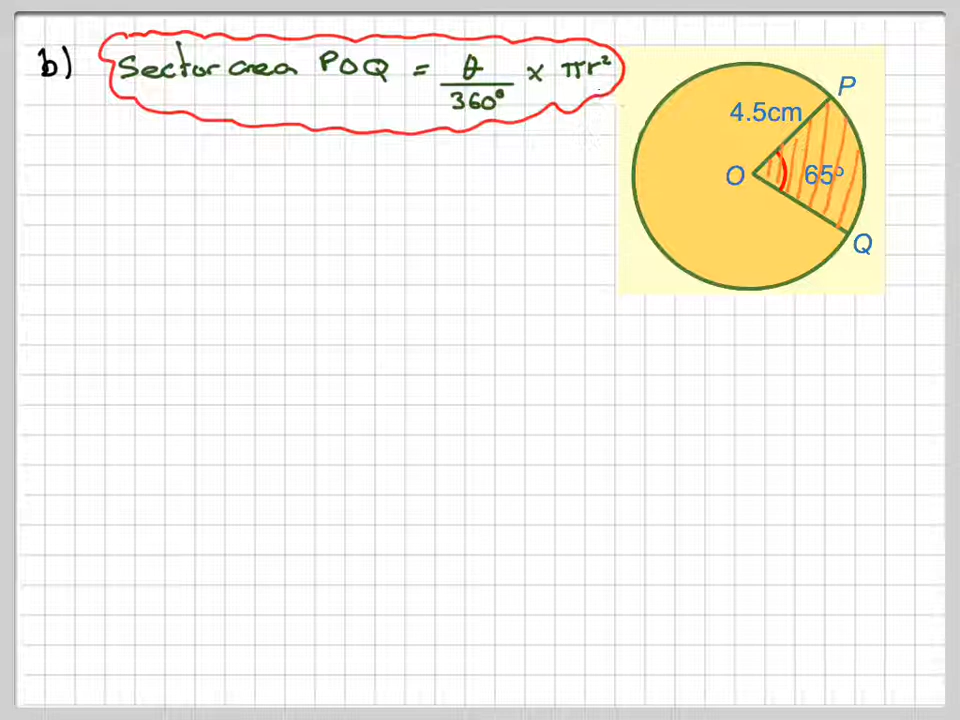 b) Sector area POQ = θ/360° × πr²
P
4.5cm
O 65°
Q